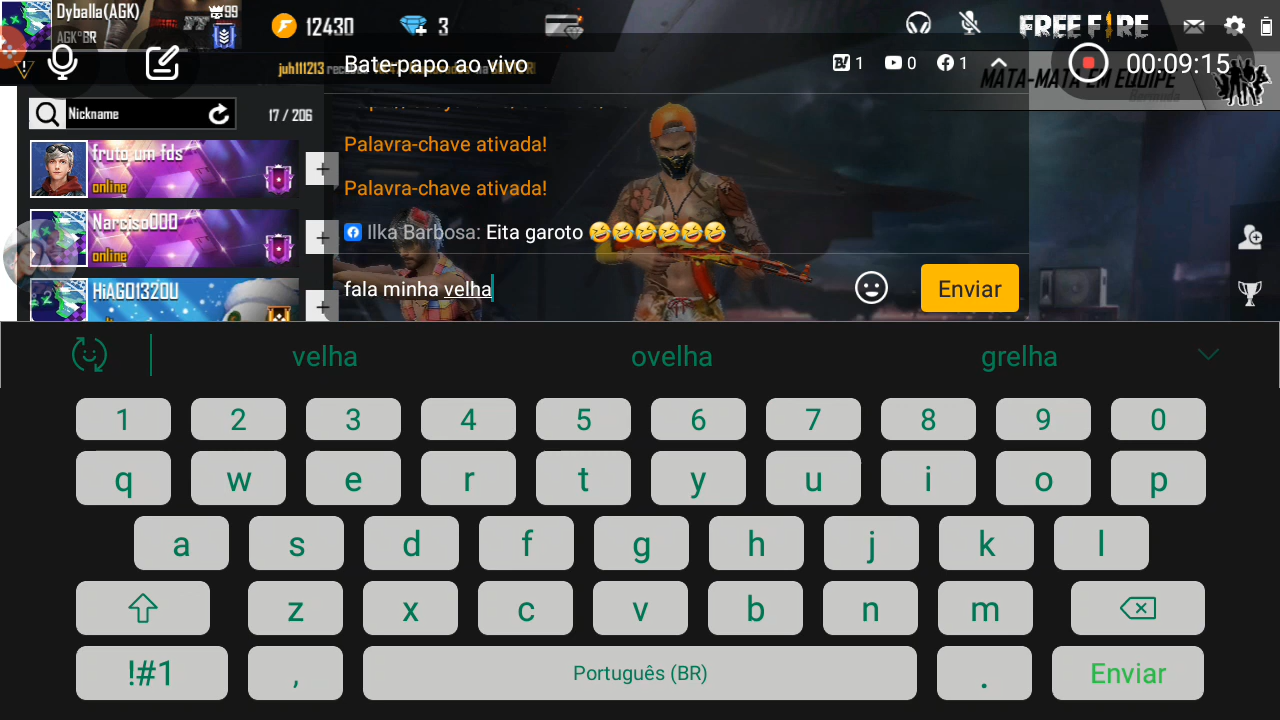 Dyballa(AGK)
AGK°BR
99
12430
3
FREE FIRE
juh111213
Bate-papo ao vivo
1
0
1
00:09:15
MATA-MATA EM EQUIPE
Bermuda
Nickname
17 / 206
fruto um fds
online
Narciso000
online
HiAGO1320U
Palavra-chave ativada!
Palavra-chave ativada!
Ilka Barbosa: Eita garoto 🤣🤣🤣🤣🤣🤣
fala minha velha
Enviar
velha ovelha grelha
1 2 3 4 5 6 7 8 9 0
q w e r t y u i o p
a s d f g h j k l
z x c v b n m
!#1 , Português (BR) . Enviar